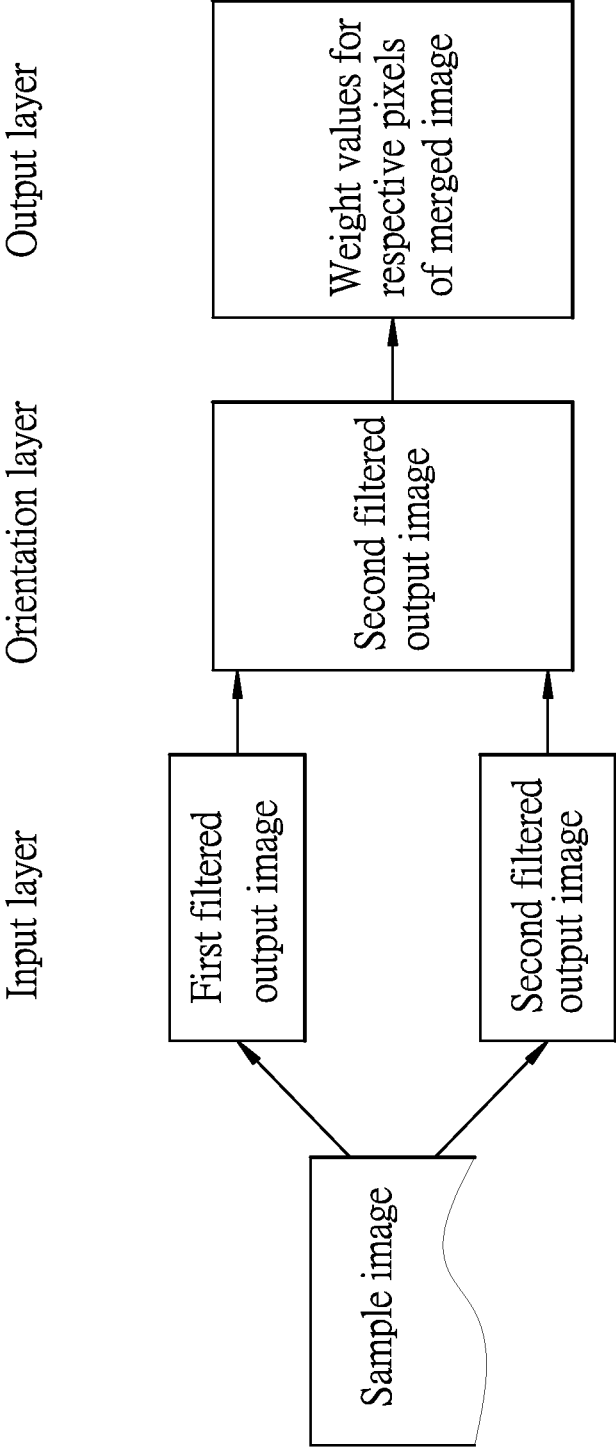 Input layer
Orientation layer
Output layer
Sample image
First filtered
output image
Second filtered
output image
Second filtered
output image
Weight values for
respective pixels
of merged image